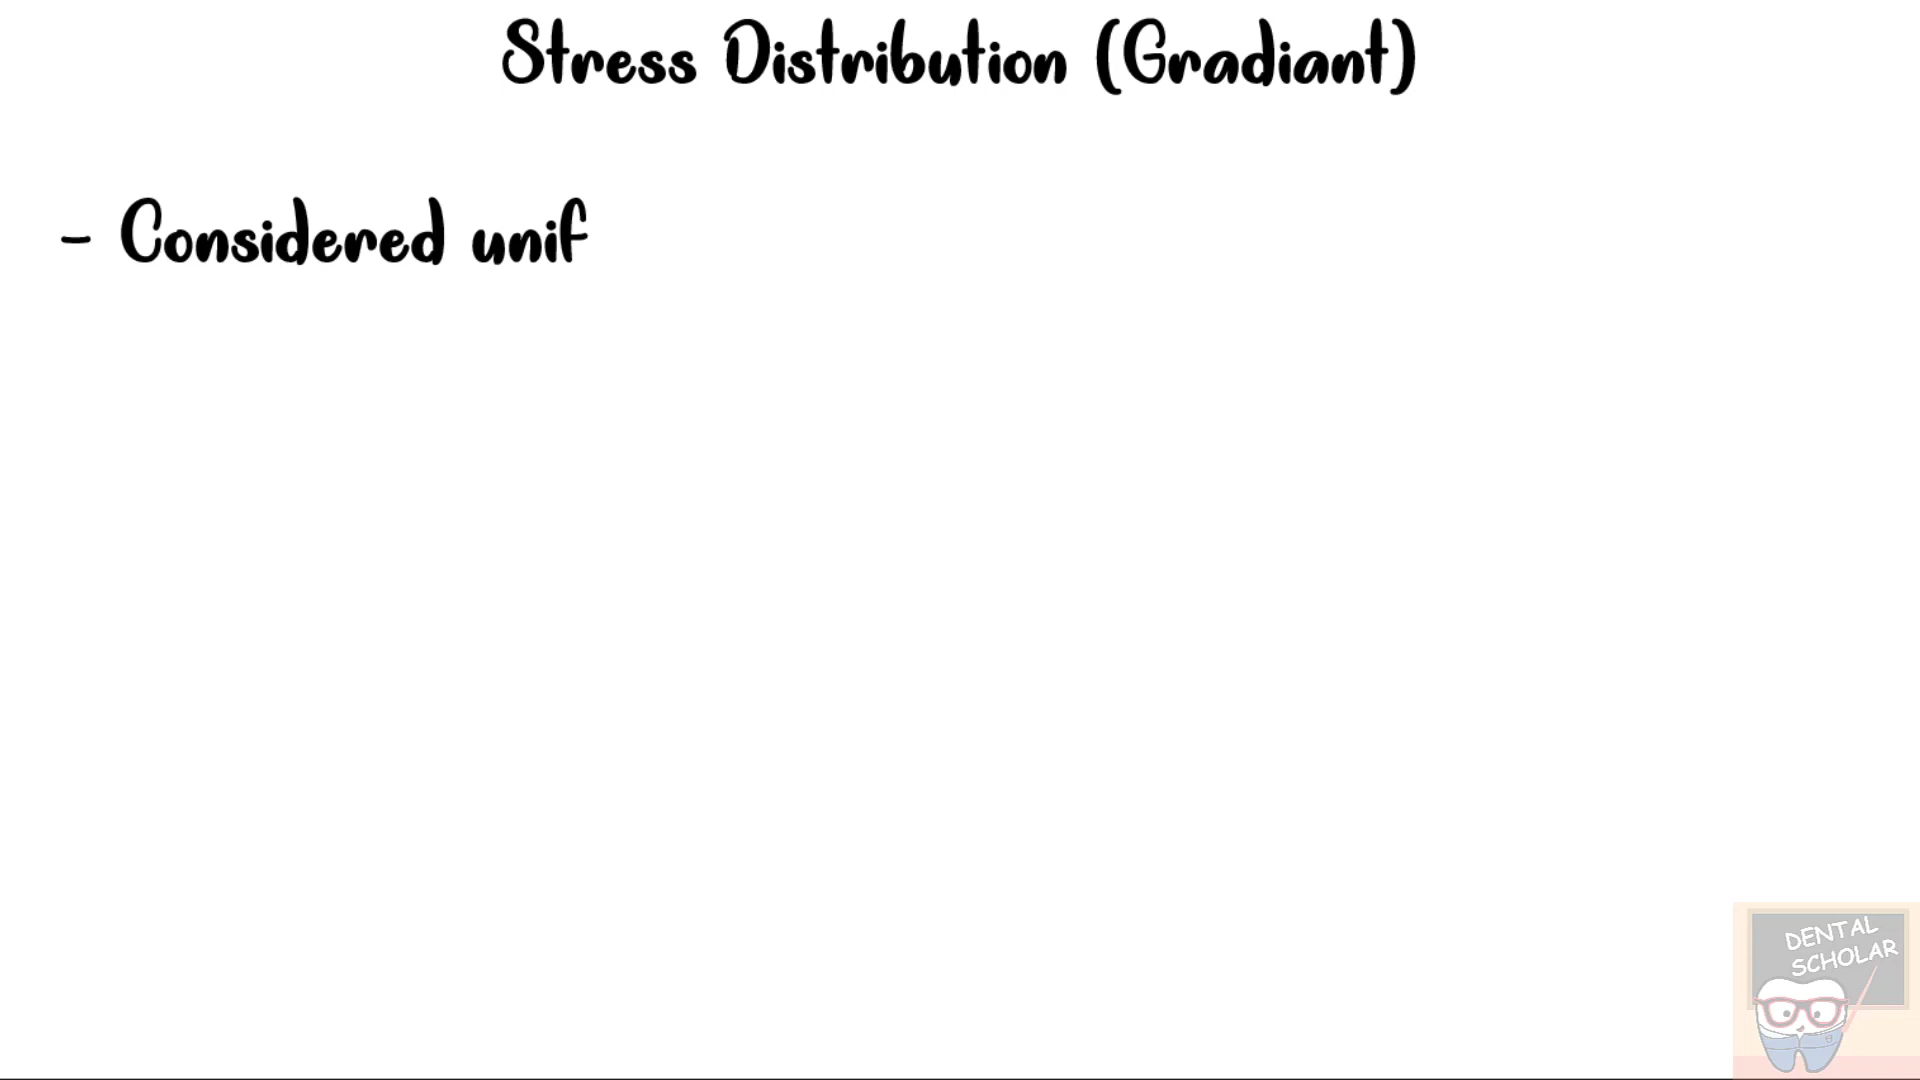 Stress Distribution (Gradiant)
- Considered unif
DENTAL
SCHOLAR